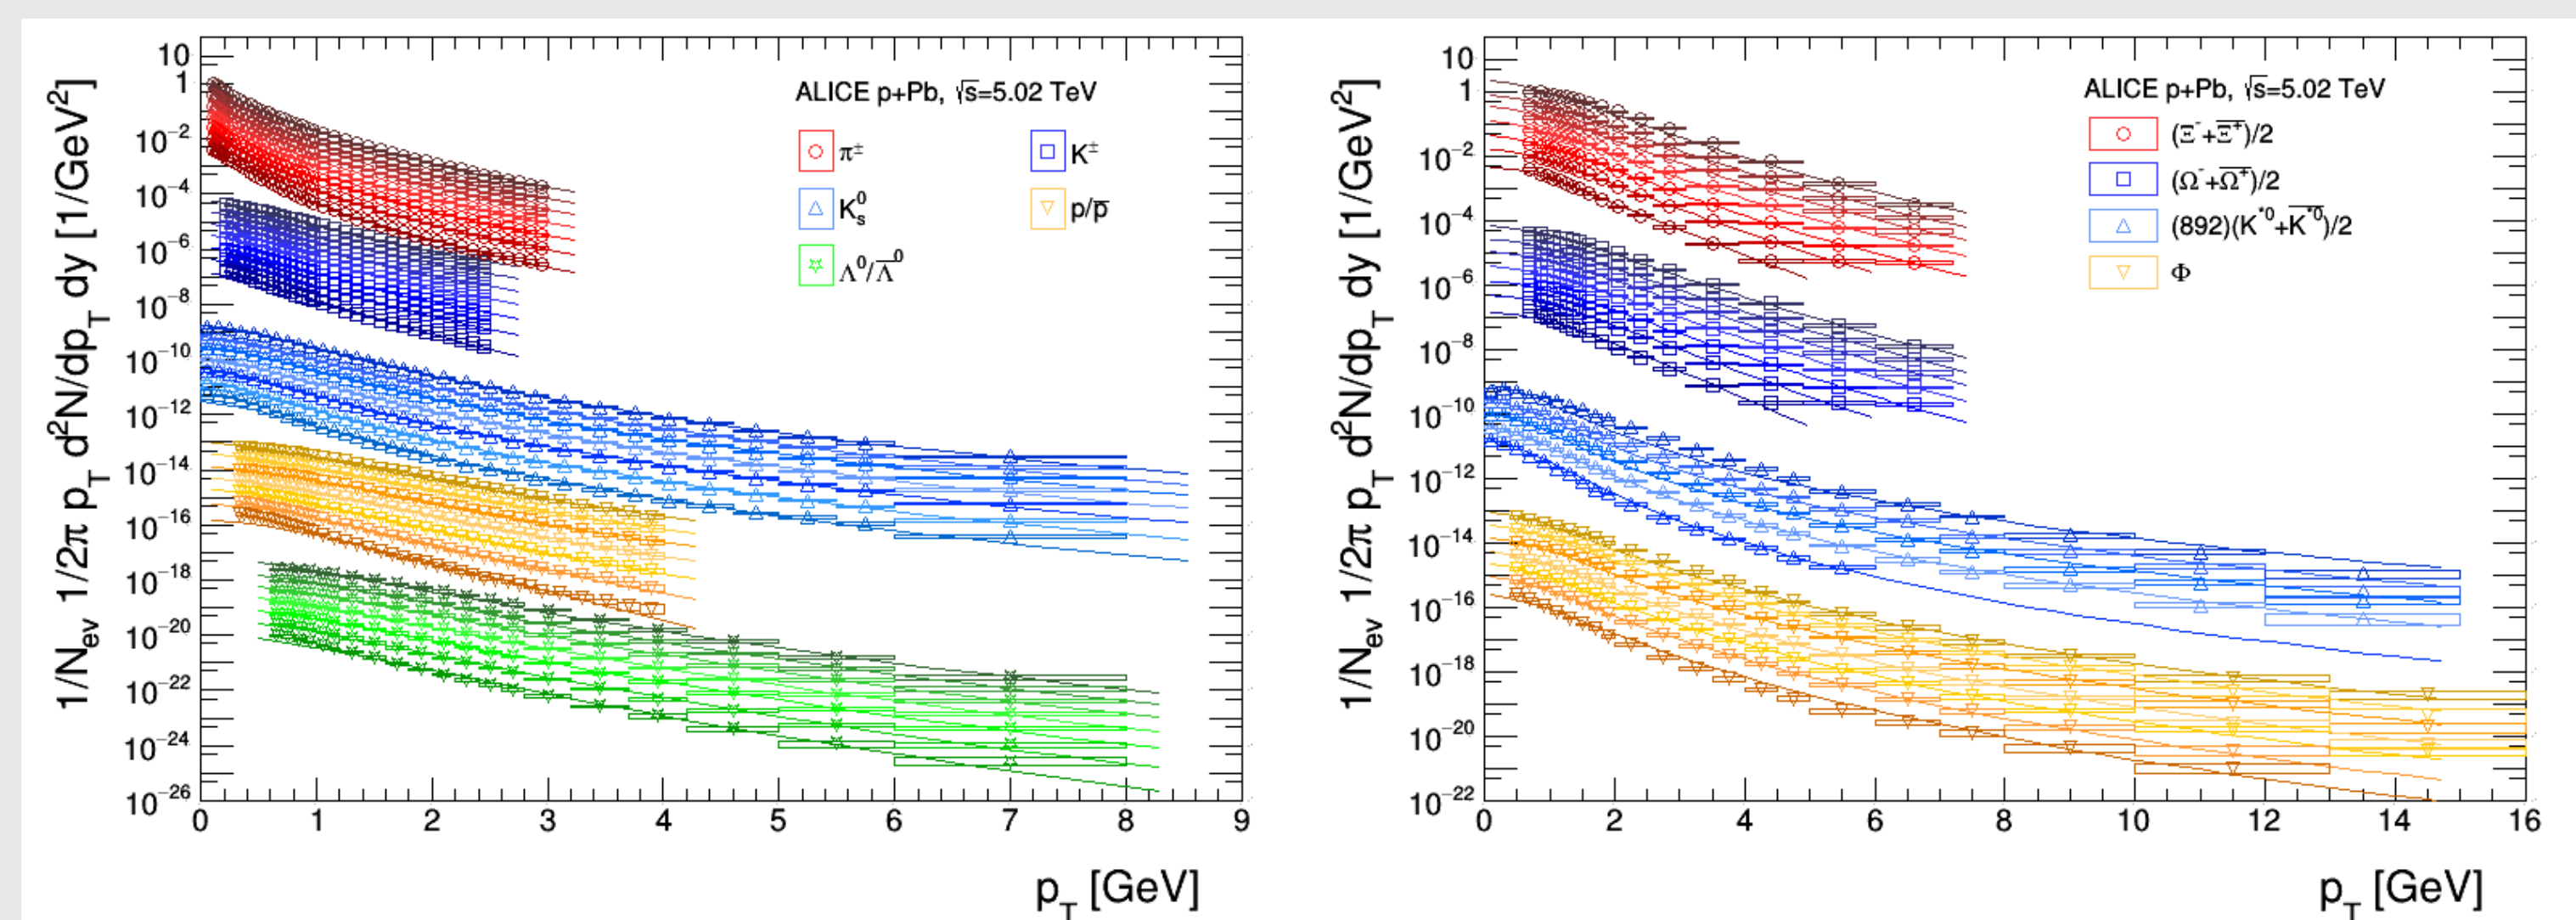 1/N_ev 1/2π p_T d²N/dp_T dy [1/GeV²]
10
1
10⁻²
10⁻⁴
10⁻⁶
10⁻⁸
10⁻¹⁰
10⁻¹²
10⁻¹⁴
10⁻¹⁶
10⁻¹⁸
10⁻²⁰
10⁻²²
10⁻²⁴
10⁻²⁶
ALICE p+Pb, √s=5.02 TeV
π± K±
K⁰_s p/p̅
Λ⁰/Λ̅⁰
0 1 2 3 4 5 6 7 8 9
p_T [GeV]
1/N_ev 1/2π p_T d²N/dp_T dy [1/GeV²]
10
1
10⁻²
10⁻⁴
10⁻⁶
10⁻⁸
10⁻¹⁰
10⁻¹²
10⁻¹⁴
10⁻¹⁶
10⁻¹⁸
10⁻²⁰
10⁻²²
ALICE p+Pb, √s=5.02 TeV
(Ξ⁻+Ξ̅⁺)/2
(Ω⁻+Ω̅⁺)/2
(892)(K*⁰+K̅*⁰)/2
Φ
0 2 4 6 8 10 12 14 16
p_T [GeV]